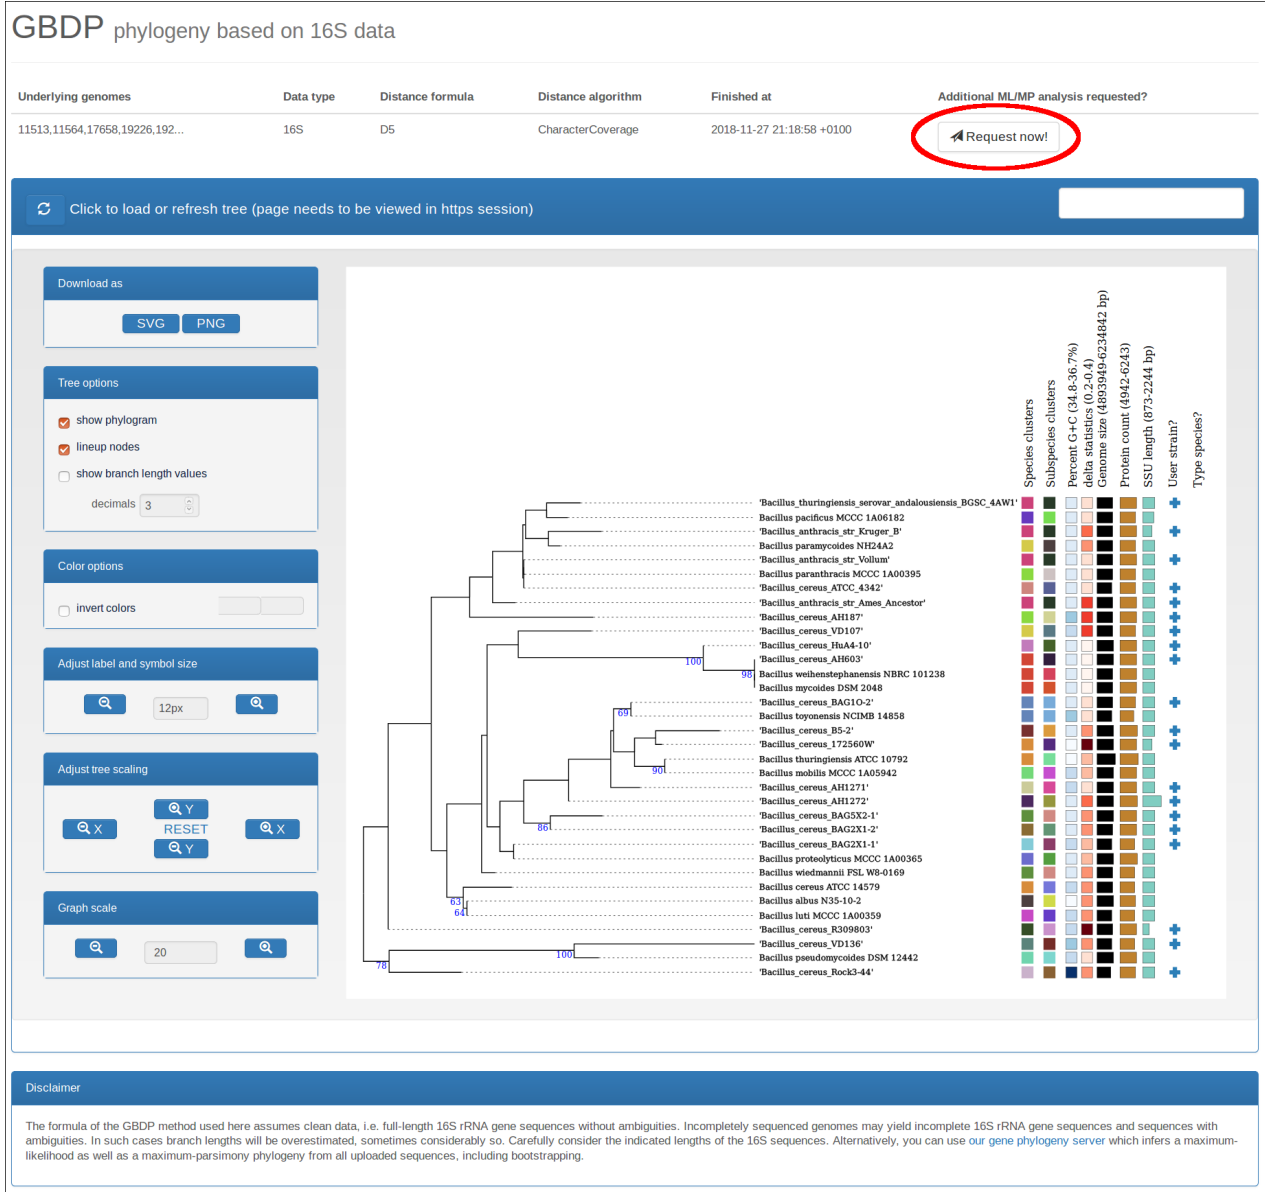 GBDP phylogeny based on 16S data
Underlying genomes Data type Distance formula Distance algorithm Finished at Additional ML/MP analysis requested?
11513,11564,17658,19226,192... 16S D5 CharacterCoverage 2018-11-27 21:18:58 +0100 Request now!
Click to load or refresh tree (page needs to be viewed in https session)
Download as
SVG PNG
Tree options
show phylogram
lineup nodes
show branch length values
decimals 3
Color options
invert colors
Adjust label and symbol size
12px
Adjust tree scaling
Y
X RESET X
Y
Graph scale
20
Species clusters
Subspecies clusters
Percent G+C (34.8-36.7%)
delta statistics (0.2-0.4)
Genome size (4893949-6234842 bp)
Protein count (4942-6243)
SSU length (873-2244 bp)
User strain?
Type species?
'Bacillus_thuringiensis_serovar_andalousiensis_BGSC_4AW1'
Bacillus pacificus MCCC 1A06182
'Bacillus_anthracis_str_Kruger_B'
Bacillus paramycoides NH24A2
'Bacillus_anthracis_str_Vollum'
Bacillus paranthracis MCCC 1A00395
'Bacillus_cereus_ATCC_4342'
'Bacillus_anthracis_str_Ames_Ancestor'
'Bacillus_cereus_AH187'
'Bacillus_cereus_VD107'
'Bacillus_cereus_HuA4-10'
100 'Bacillus_cereus_AH603'
98 Bacillus weihenstephanensis NBRC 101238
Bacillus mycoides DSM 2048
'Bacillus_cereus_BAG1O-2'
69 Bacillus toyonensis NCIMB 14858
'Bacillus_cereus_B5-2'
'Bacillus_cereus_172560W'
Bacillus thuringiensis ATCC 10792
90 Bacillus mobilis MCCC 1A05942
'Bacillus_cereus_AH1271'
'Bacillus_cereus_AH1272'
'Bacillus_cereus_BAG5X2-1'
86 'Bacillus_cereus_BAG2X1-2'
'Bacillus_cereus_BAG2X1-1'
Bacillus proteolyticus MCCC 1A00365
Bacillus wiedmannii FSL W8-0169
Bacillus cereus ATCC 14579
63 Bacillus albus N35-10-2
64 Bacillus luti MCCC 1A00359
'Bacillus_cereus_R309803'
'Bacillus_cereus_VD136'
100 Bacillus pseudomycoides DSM 12442
78 'Bacillus_cereus_Rock3-44'
Disclaimer
The formula of the GBDP method used here assumes clean data, i.e. full-length 16S rRNA gene sequences without ambiguities. Incompletely sequenced genomes may yield incomplete 16S rRNA gene sequences and sequences with
ambiguities. In such cases branch lengths will be overestimated, sometimes considerably so. Carefully consider the indicated lengths of the 16S sequences. Alternatively, you can use our gene phylogeny server which infers a maximum-
likelihood as well as a maximum-parsimony phylogeny from all uploaded sequences, including bootstrapping.